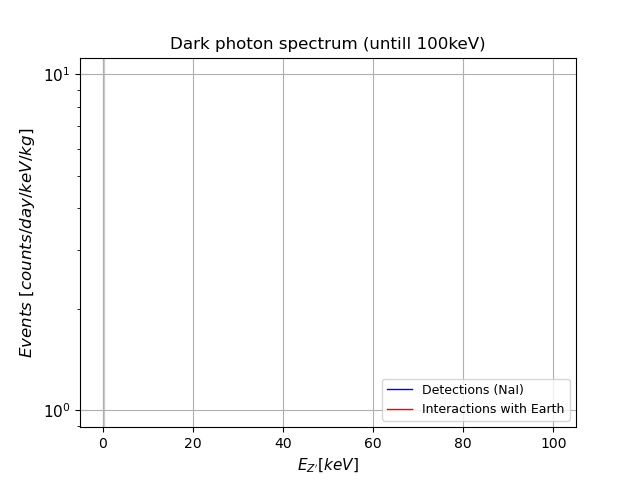 Dark photon spectrum (untill 100keV)
10¹
10⁰
Events [counts/day/keV/kg]
Detections (NaI)
Interactions with Earth
0 20 40 60 80 100
E_Z'[keV]